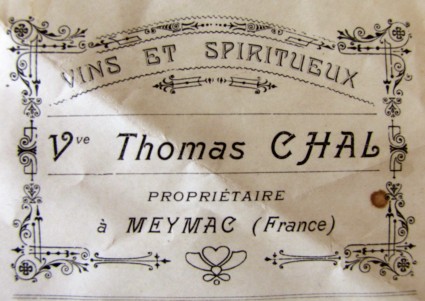 VINS ET SPIRITUEUX
Vve Thomas CHAL
PROPRIÉTAIRE
à MEYMAC (France)